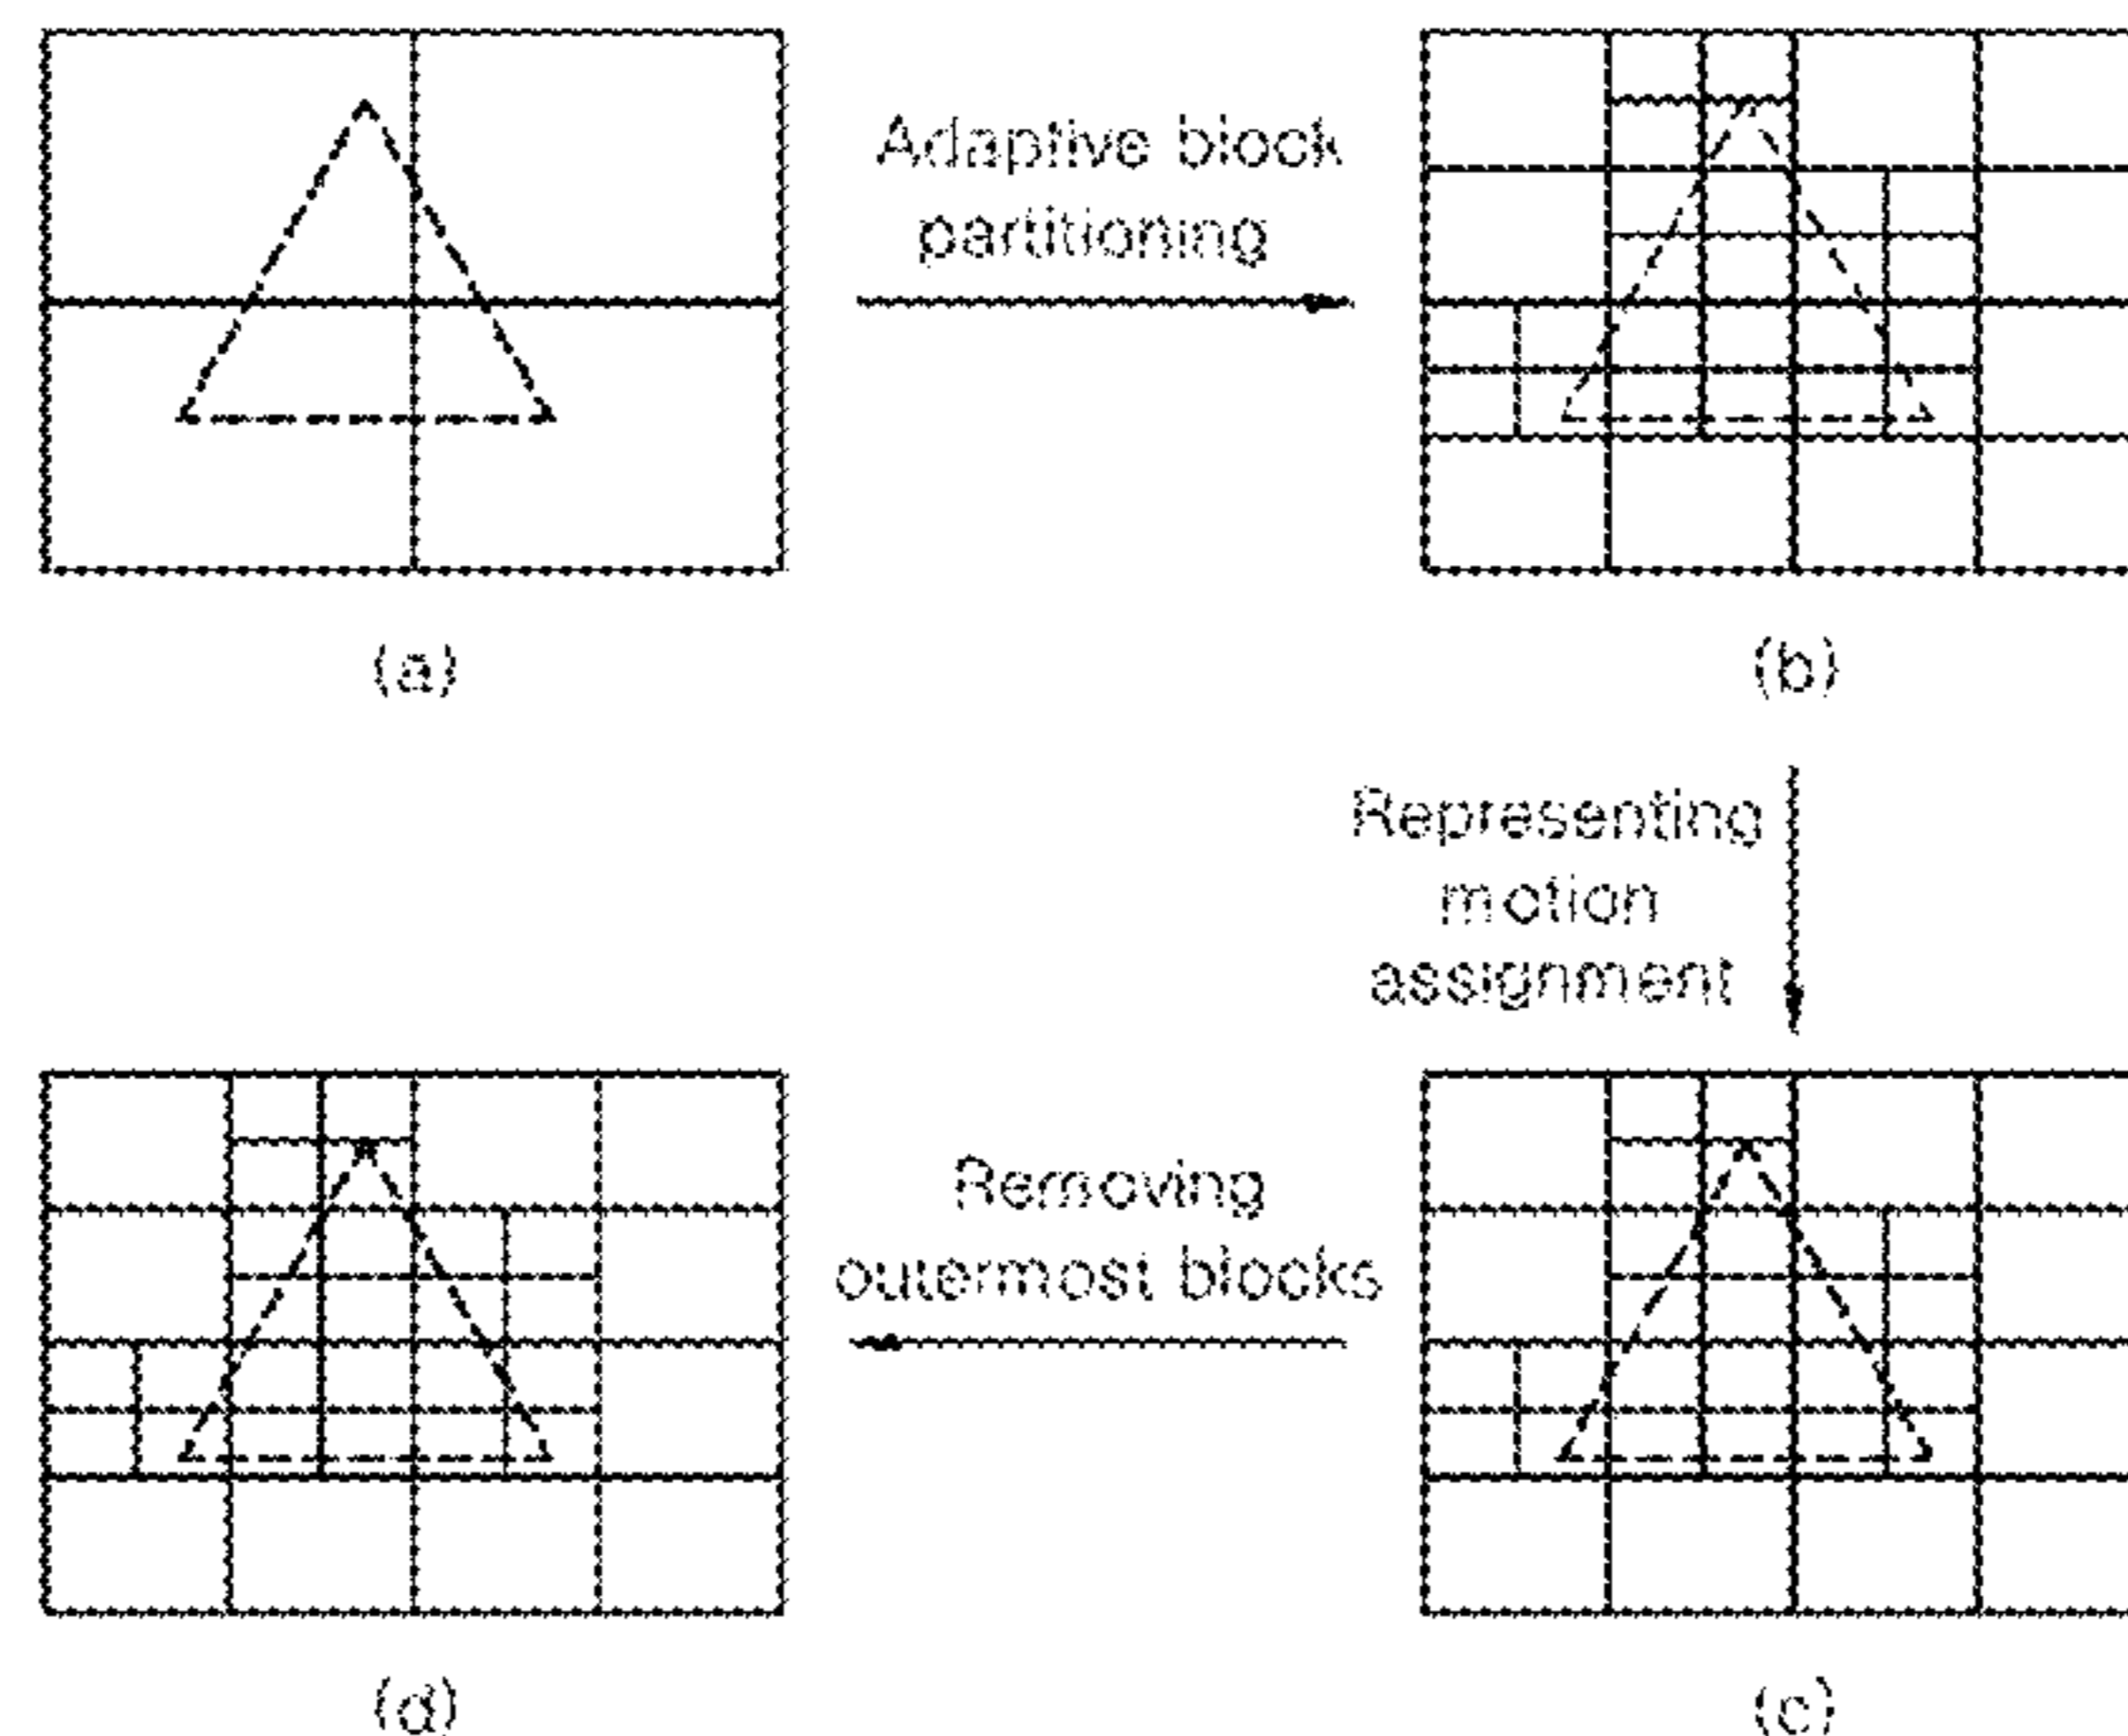 Adaptive block
partitioning
(a)
(b)
Representing
motion
assignment
Removing
outermost blocks
(d)
(c)